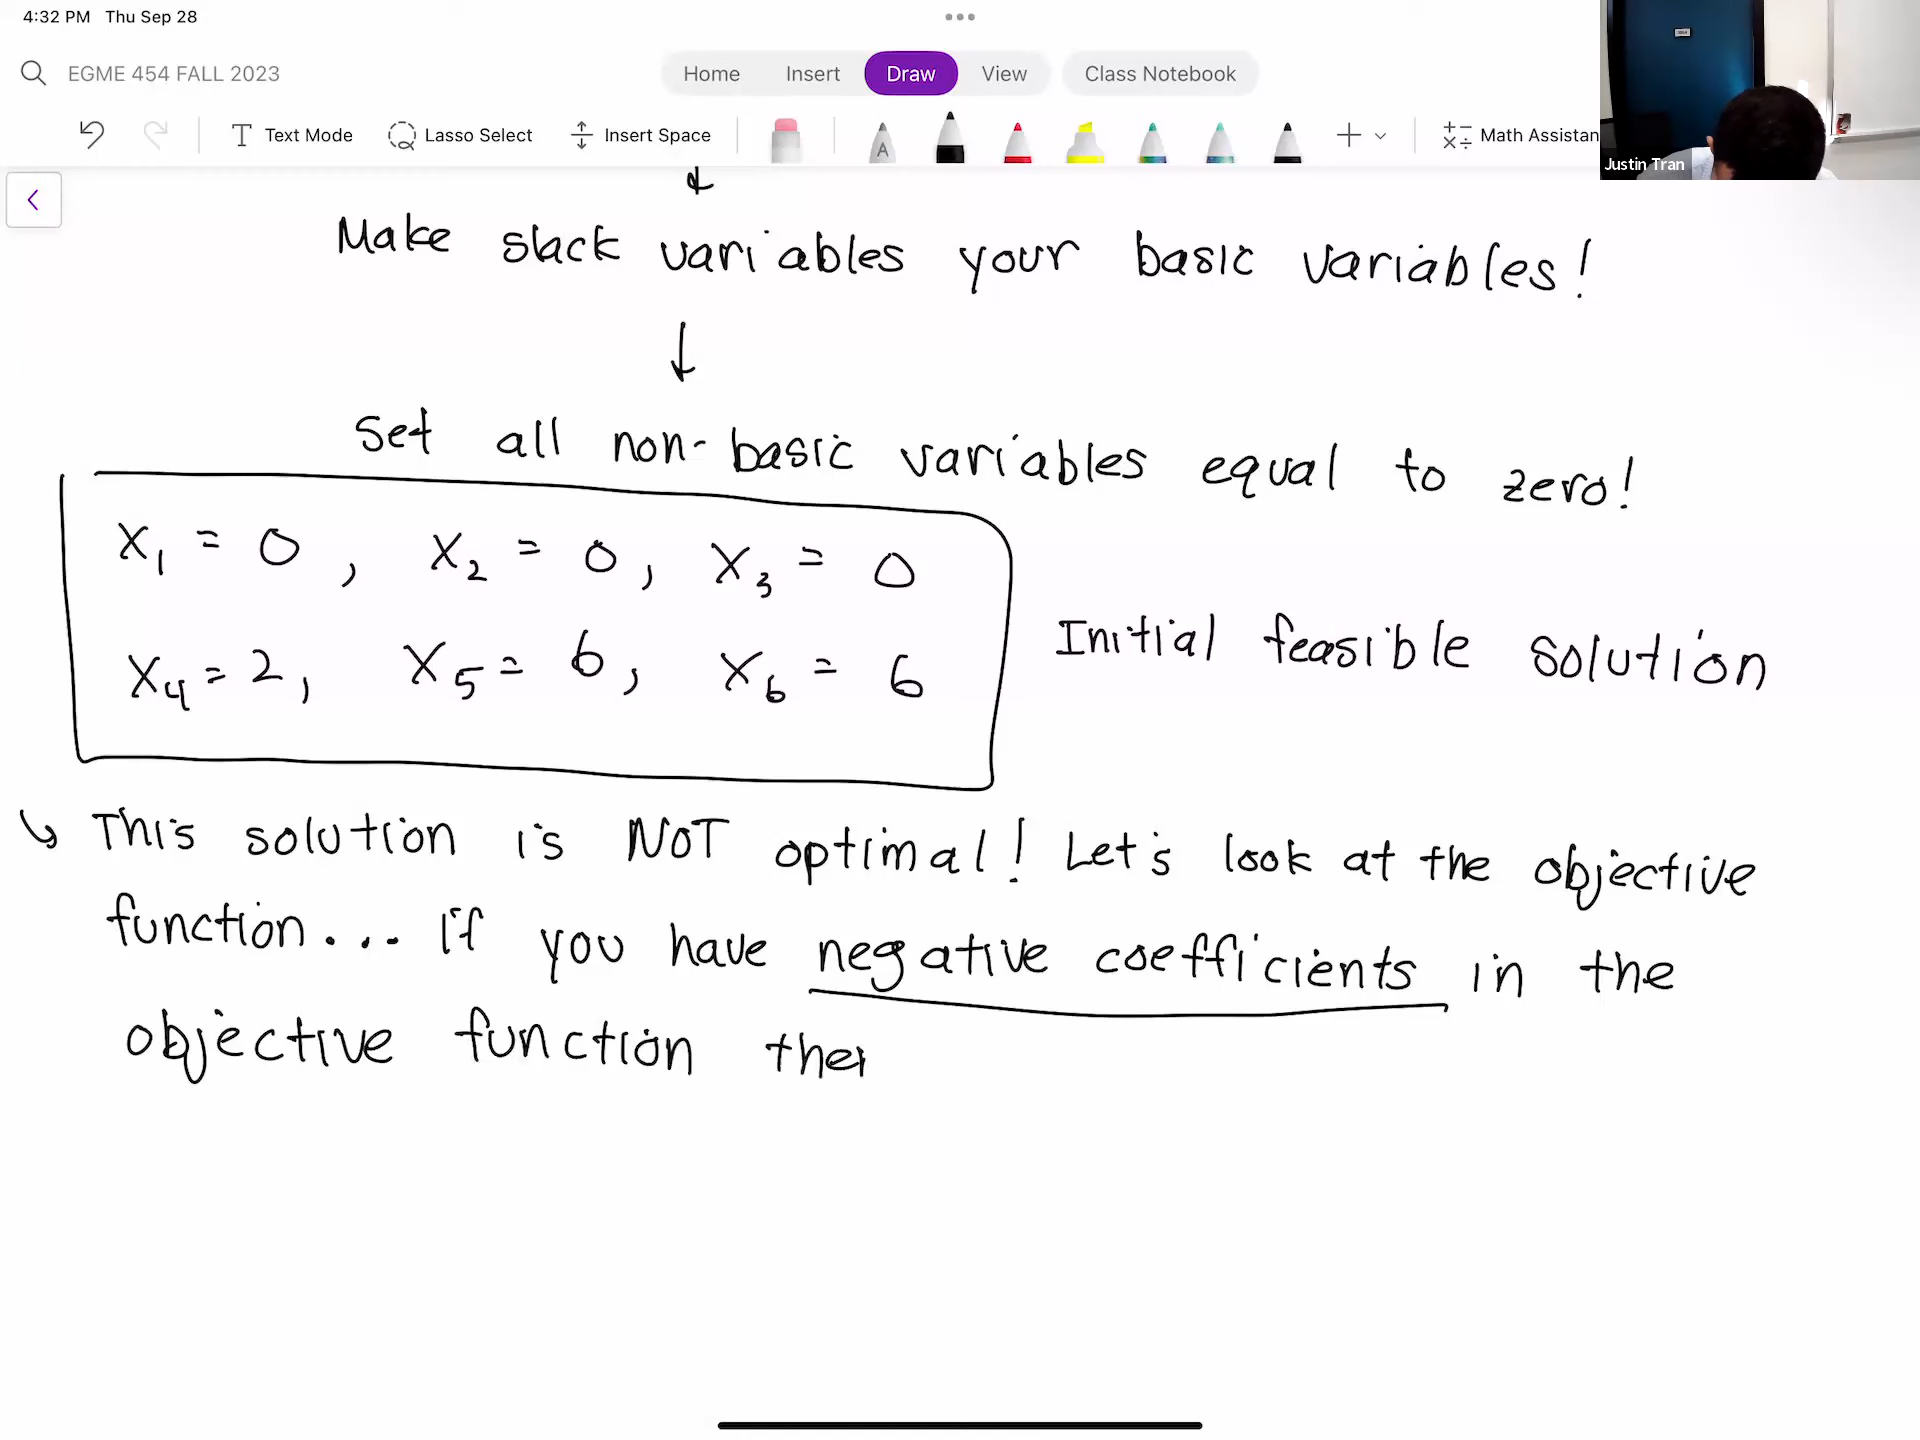 4:32 PM Thu Sep 28
EGME 454 FALL 2023
Home Insert Draw View Class Notebook
Text Mode Lasso Select Insert Space A Math Assistan
Justin Tran
Make slack variables your basic variables!
↓
Set all non-basic variables equal to zero!
x₁ = 0, x₂ = 0, x₃ = 0
x₄ = 2, x₅ = 6, x₆ = 6
Initial feasible solution
↳ This solution is NOT optimal! Let's look at the objective
function... If you have negative coefficients in the
objective function then